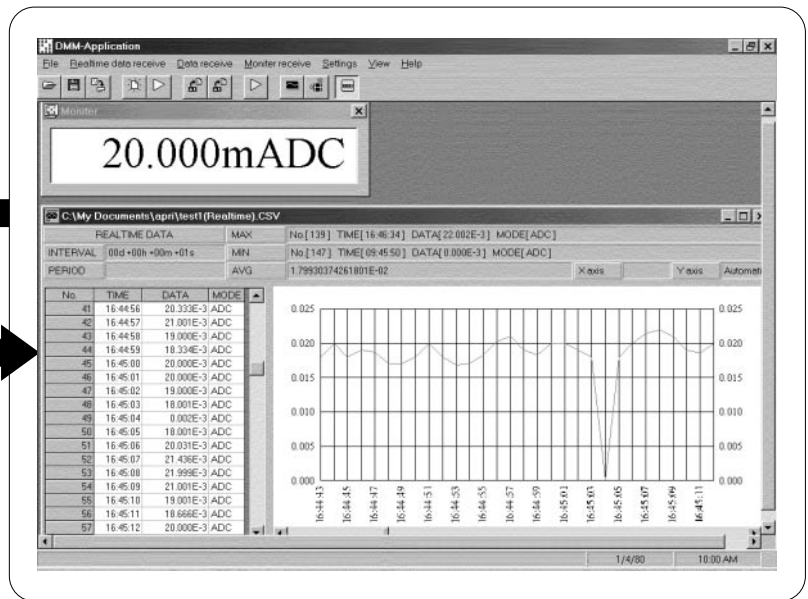 DMM-Application
File Realtime data receive Data receive Moniter receive Settings View Help
Moniter
20.000mADC
C:\My Documents\apri\test1(Realtime).CSV
REALTIME DATA MAX No.[139] TIME[16:46:34] DATA[22.002E-3] MODE[ADC]
INTERVAL 00d+00h+00m+01s MIN No.[147] TIME[09:45:50] DATA[0.000E-3] MODE[ADC]
PERIOD AVG 1.79930374261801E-02 X axis Y axis Automati
No. TIME DATA MODE
41 16:44:56 20.333E-3 ADC
42 16:44:57 21.001E-3 ADC
43 16:44:58 19.000E-3 ADC
44 16:44:59 18.334E-3 ADC
45 16:45:00 20.000E-3 ADC
46 16:45:01 20.000E-3 ADC
47 16:45:02 19.000E-3 ADC
48 16:45:03 18.001E-3 ADC
49 16:45:04 0.002E-3 ADC
50 16:45:05 18.001E-3 ADC
51 16:45:06 20.031E-3 ADC
52 16:45:07 21.436E-3 ADC
53 16:45:08 21.999E-3 ADC
54 16:45:09 21.001E-3 ADC
55 16:45:10 19.001E-3 ADC
56 16:45:11 18.666E-3 ADC
57 16:45:12 20.000E-3 ADC
0.025 0.025
0.020 0.020
0.015 0.015
0.010 0.010
0.005 0.005
0.000 0.000
16:44:43 16:44:45 16:44:47 16:44:49 16:44:51 16:44:53 16:44:55 16:44:57 16:44:59 16:45:01 16:45:03 16:45:05 16:45:07 16:45:09 16:45:11
1/4/80 10:00 AM